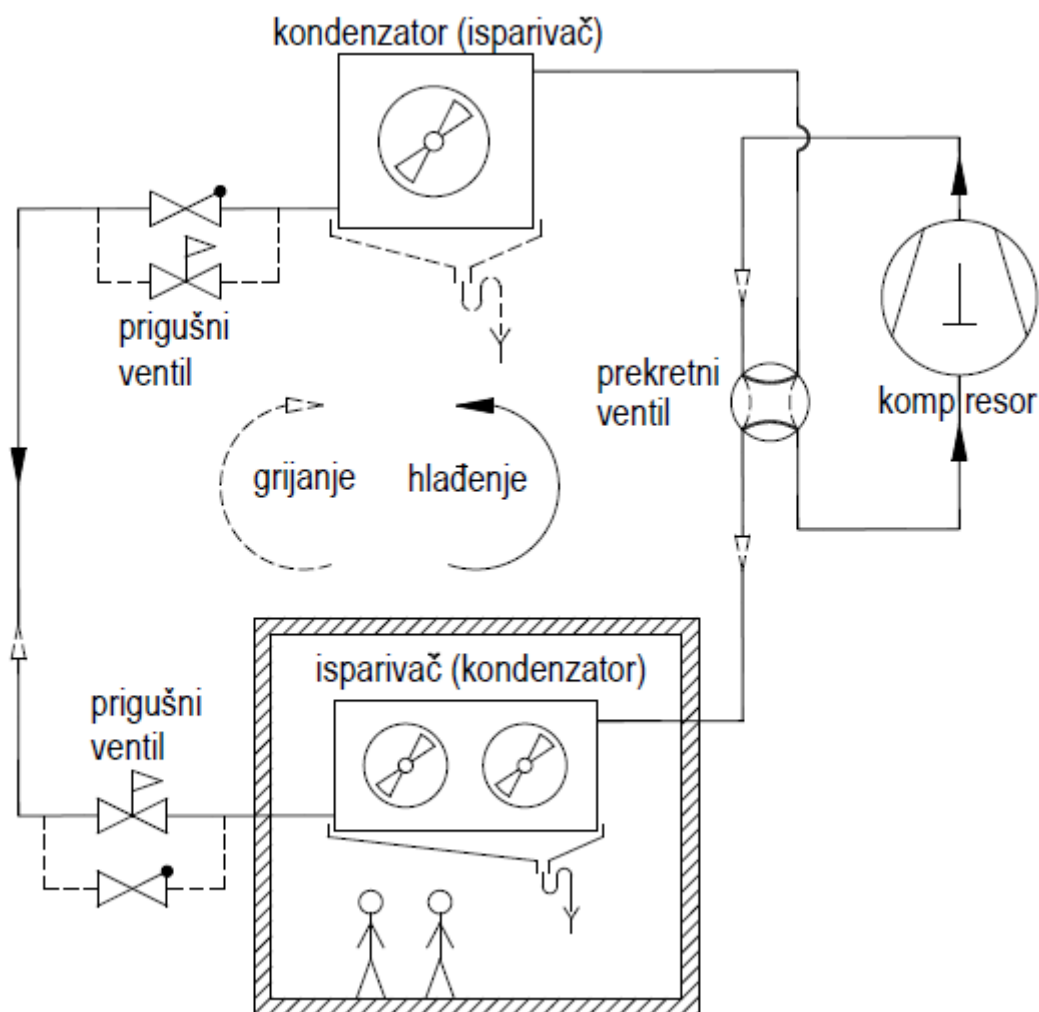 kondenzator (isparivač)
prigušni
ventil
prekretni
ventil
komp resor
grijanje
hlađenje
isparivač (kondenzator)
prigušni
ventil